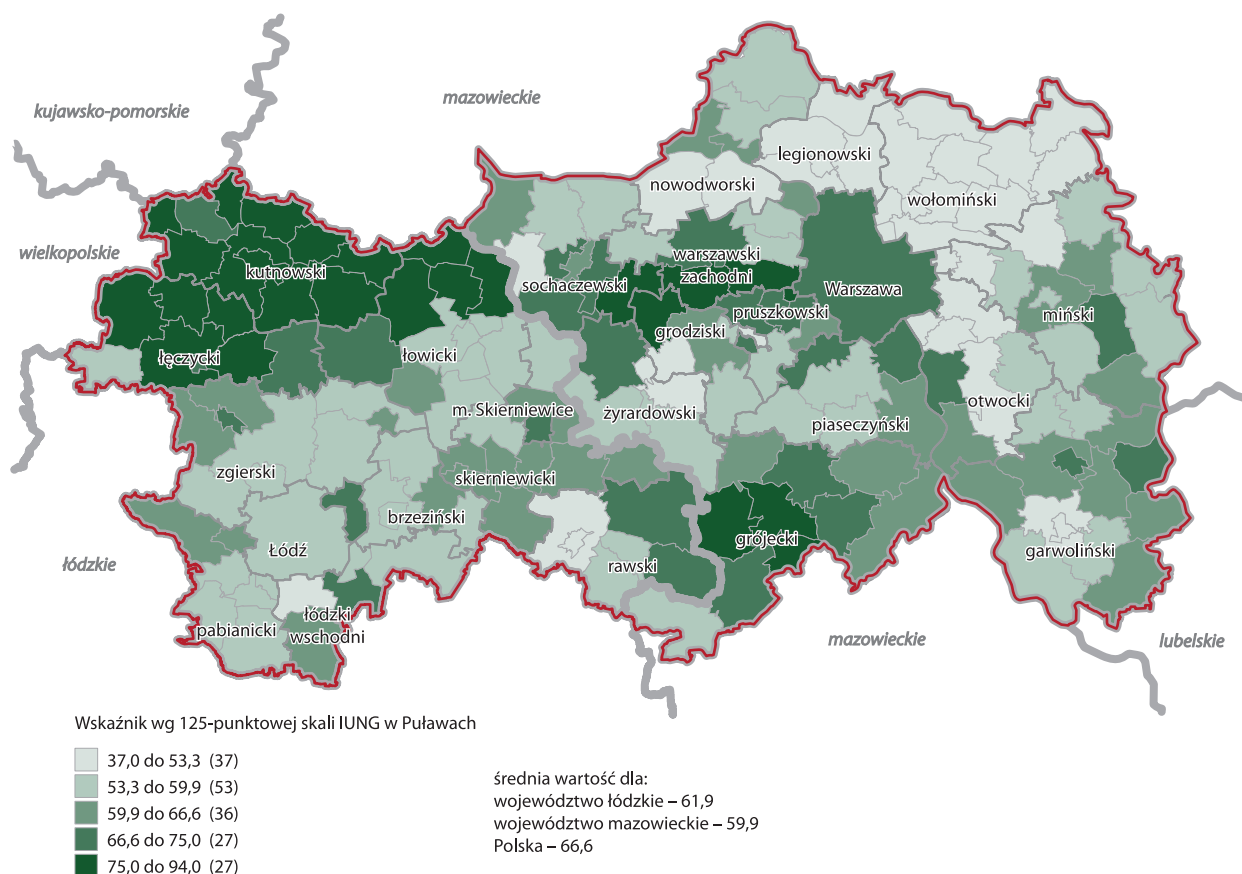 kujawsko-pomorskie
mazowieckie
wielkopolskie
legionowski
nowodworski
wołomiński
kutnowski
warszawski
zachodni
sochaczewski
Warszawa
pruszkowski
miński
grodziski
łęczycki
łowicki
otwocki
m. Skierniewice
żyrardowski
piaseczyński
zgierski
skierniewicki
brzeziński
Łódź
grójecki
garwoliński
łódzkie
rawski
łódzki
wschodni
pabianicki
mazowieckie
lubelskie
Wskaźnik wg 125-punktowej skali IUNG w Puławach
37,0 do 53,3 (37)
53,3 do 59,9 (53)
59,9 do 66,6 (36)
66,6 do 75,0 (27)
75,0 do 94,0 (27)
średnia wartość dla:
województwo łódzkie – 61,9
województwo mazowieckie – 59,9
Polska – 66,6